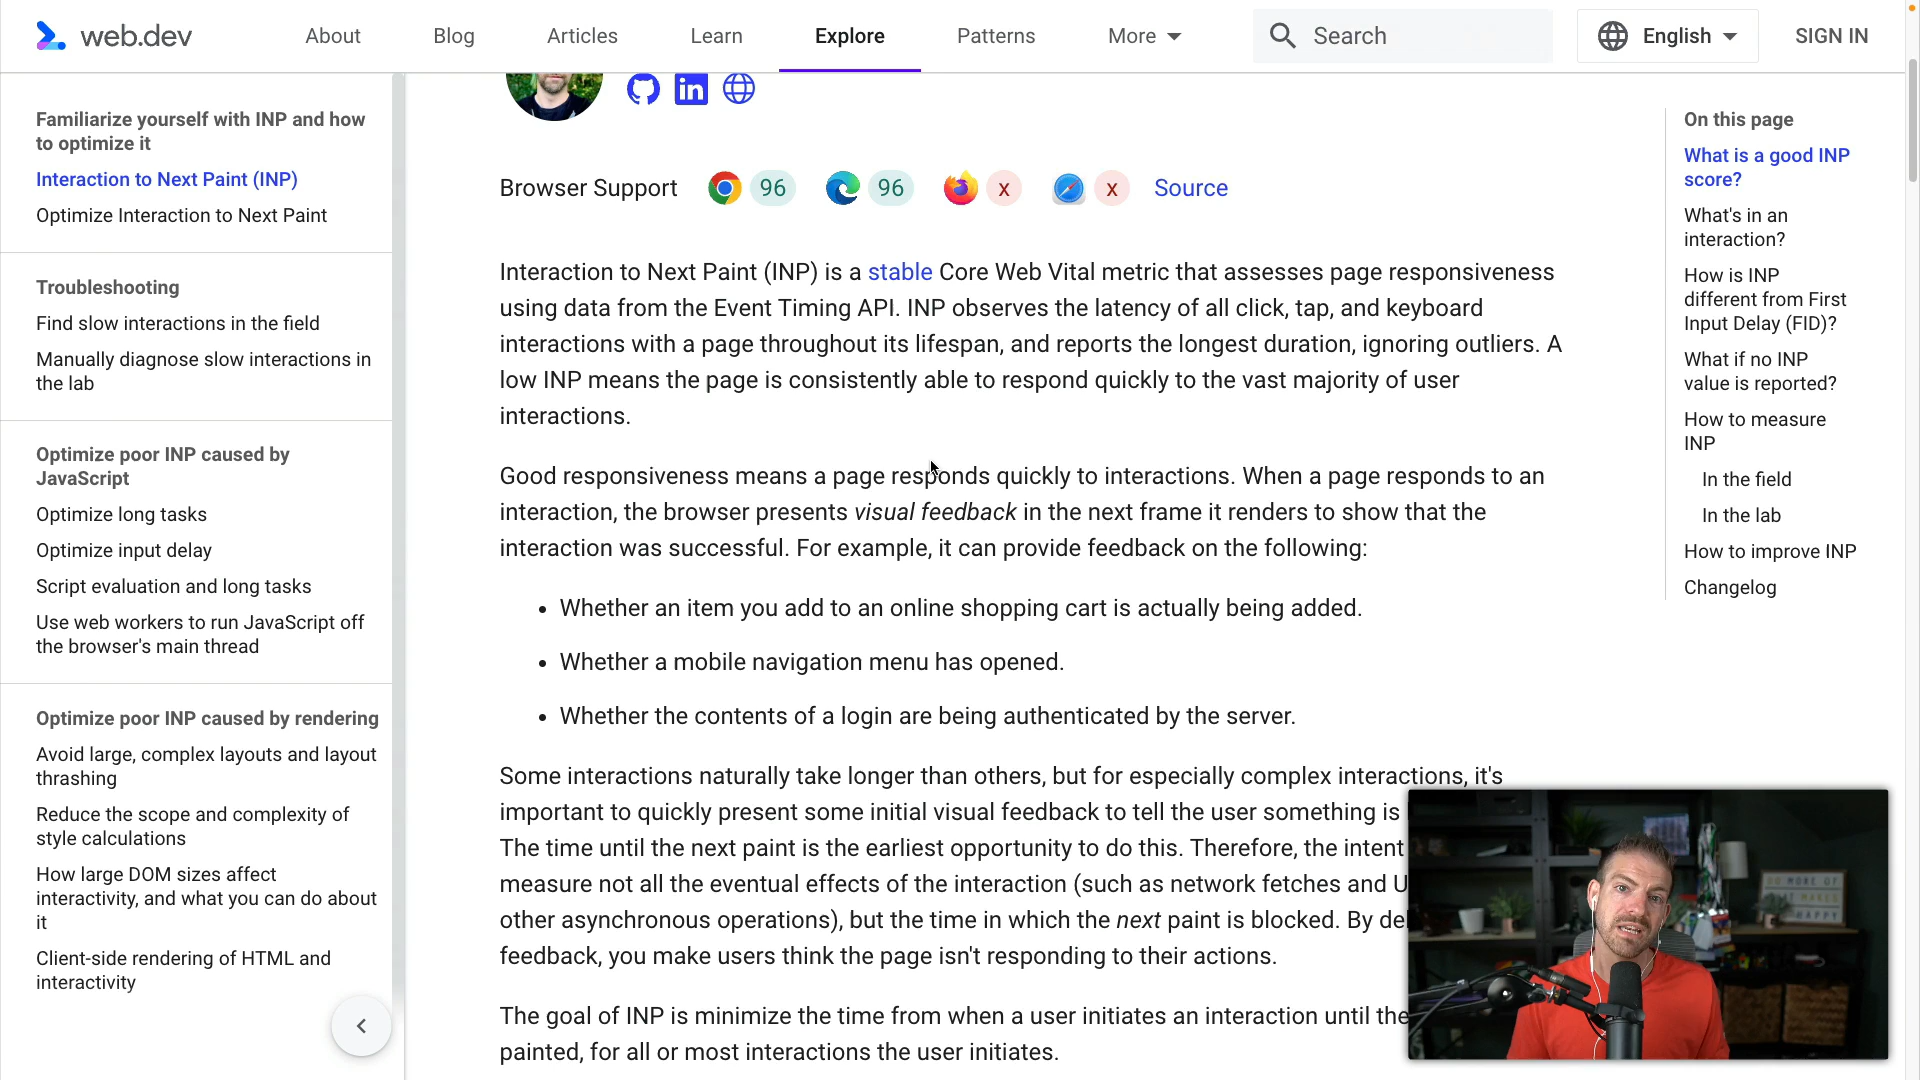 web.dev
About
Blog
Articles
Learn
Explore
Patterns
More
Search
English
SIGN IN
Familiarize yourself with INP and how
to optimize it
Interaction to Next Paint (INP)
Optimize Interaction to Next Paint
Troubleshooting
Find slow interactions in the field
Manually diagnose slow interactions in
the lab
Optimize poor INP caused by
JavaScript
Optimize long tasks
Optimize input delay
Script evaluation and long tasks
Use web workers to run JavaScript off
the browser's main thread
Optimize poor INP caused by rendering
Avoid large, complex layouts and layout
thrashing
Reduce the scope and complexity of
style calculations
How large DOM sizes affect
interactivity, and what you can do about
it
Client-side rendering of HTML and
interactivity
Browser Support 96 96 x x Source
Interaction to Next Paint (INP) is a stable Core Web Vital metric that assesses page responsiveness
using data from the Event Timing API. INP observes the latency of all click, tap, and keyboard
interactions with a page throughout its lifespan, and reports the longest duration, ignoring outliers. A
low INP means the page is consistently able to respond quickly to the vast majority of user
interactions.
Good responsiveness means a page responds quickly to interactions. When a page responds to an
interaction, the browser presents visual feedback in the next frame it renders to show that the
interaction was successful. For example, it can provide feedback on the following:
• Whether an item you add to an online shopping cart is actually being added.
• Whether a mobile navigation menu has opened.
• Whether the contents of a login are being authenticated by the server.
Some interactions naturally take longer than others, but for especially complex interactions, it's
important to quickly present some initial visual feedback to tell the user something is
The time until the next paint is the earliest opportunity to do this. Therefore, the intent
measure not all the eventual effects of the interaction (such as network fetches and U
other asynchronous operations), but the time in which the next paint is blocked. By de
feedback, you make users think the page isn't responding to their actions.
The goal of INP is minimize the time from when a user initiates an interaction until the
painted, for all or most interactions the user initiates.
On this page
What is a good INP
score?
What's in an
interaction?
How is INP
different from First
Input Delay (FID)?
What if no INP
value is reported?
How to measure
INP
In the field
In the lab
How to improve INP
Changelog
DO MORE OF
WHAT MAKES
HAPPY